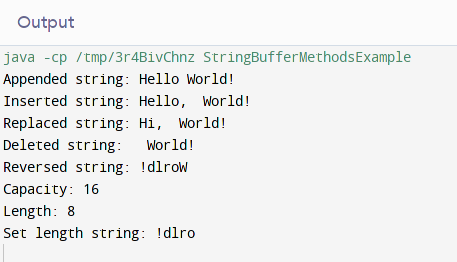 Output
java -cp /tmp/3r4BivChnz StringBufferMethodsExample
Appended string: Hello World!
Inserted string: Hello,  World!
Replaced string: Hi,  World!
Deleted string:   World!
Reversed string: !dlroW
Capacity: 16
Length: 8
Set length string: !dlro